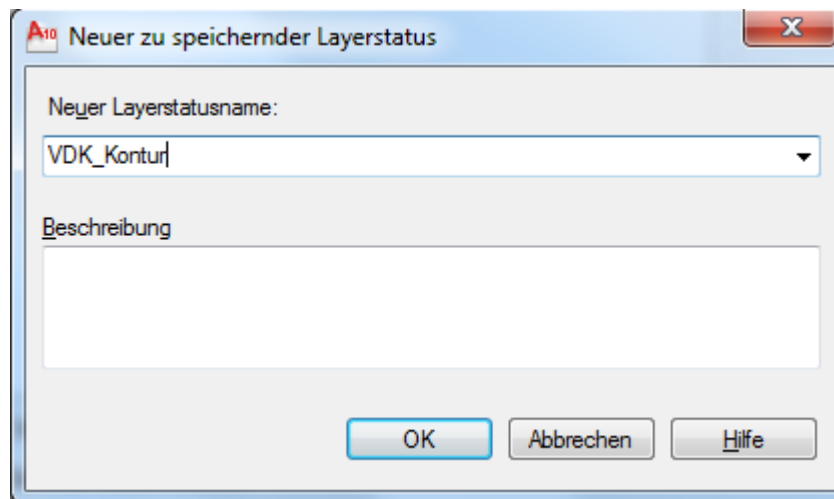 A10 Neuer zu speichernder Layerstatus
Neuer Layerstatusname:
VDK_Kontur
Beschreibung
OK Abbrechen Hilfe